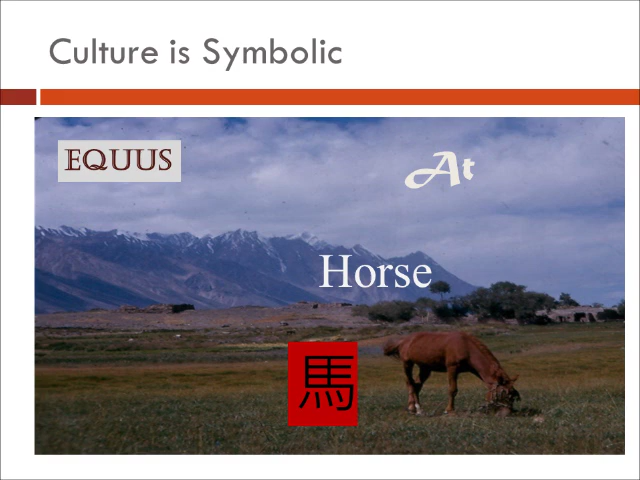 Culture is Symbolic
EQUUS
At
Horse
馬